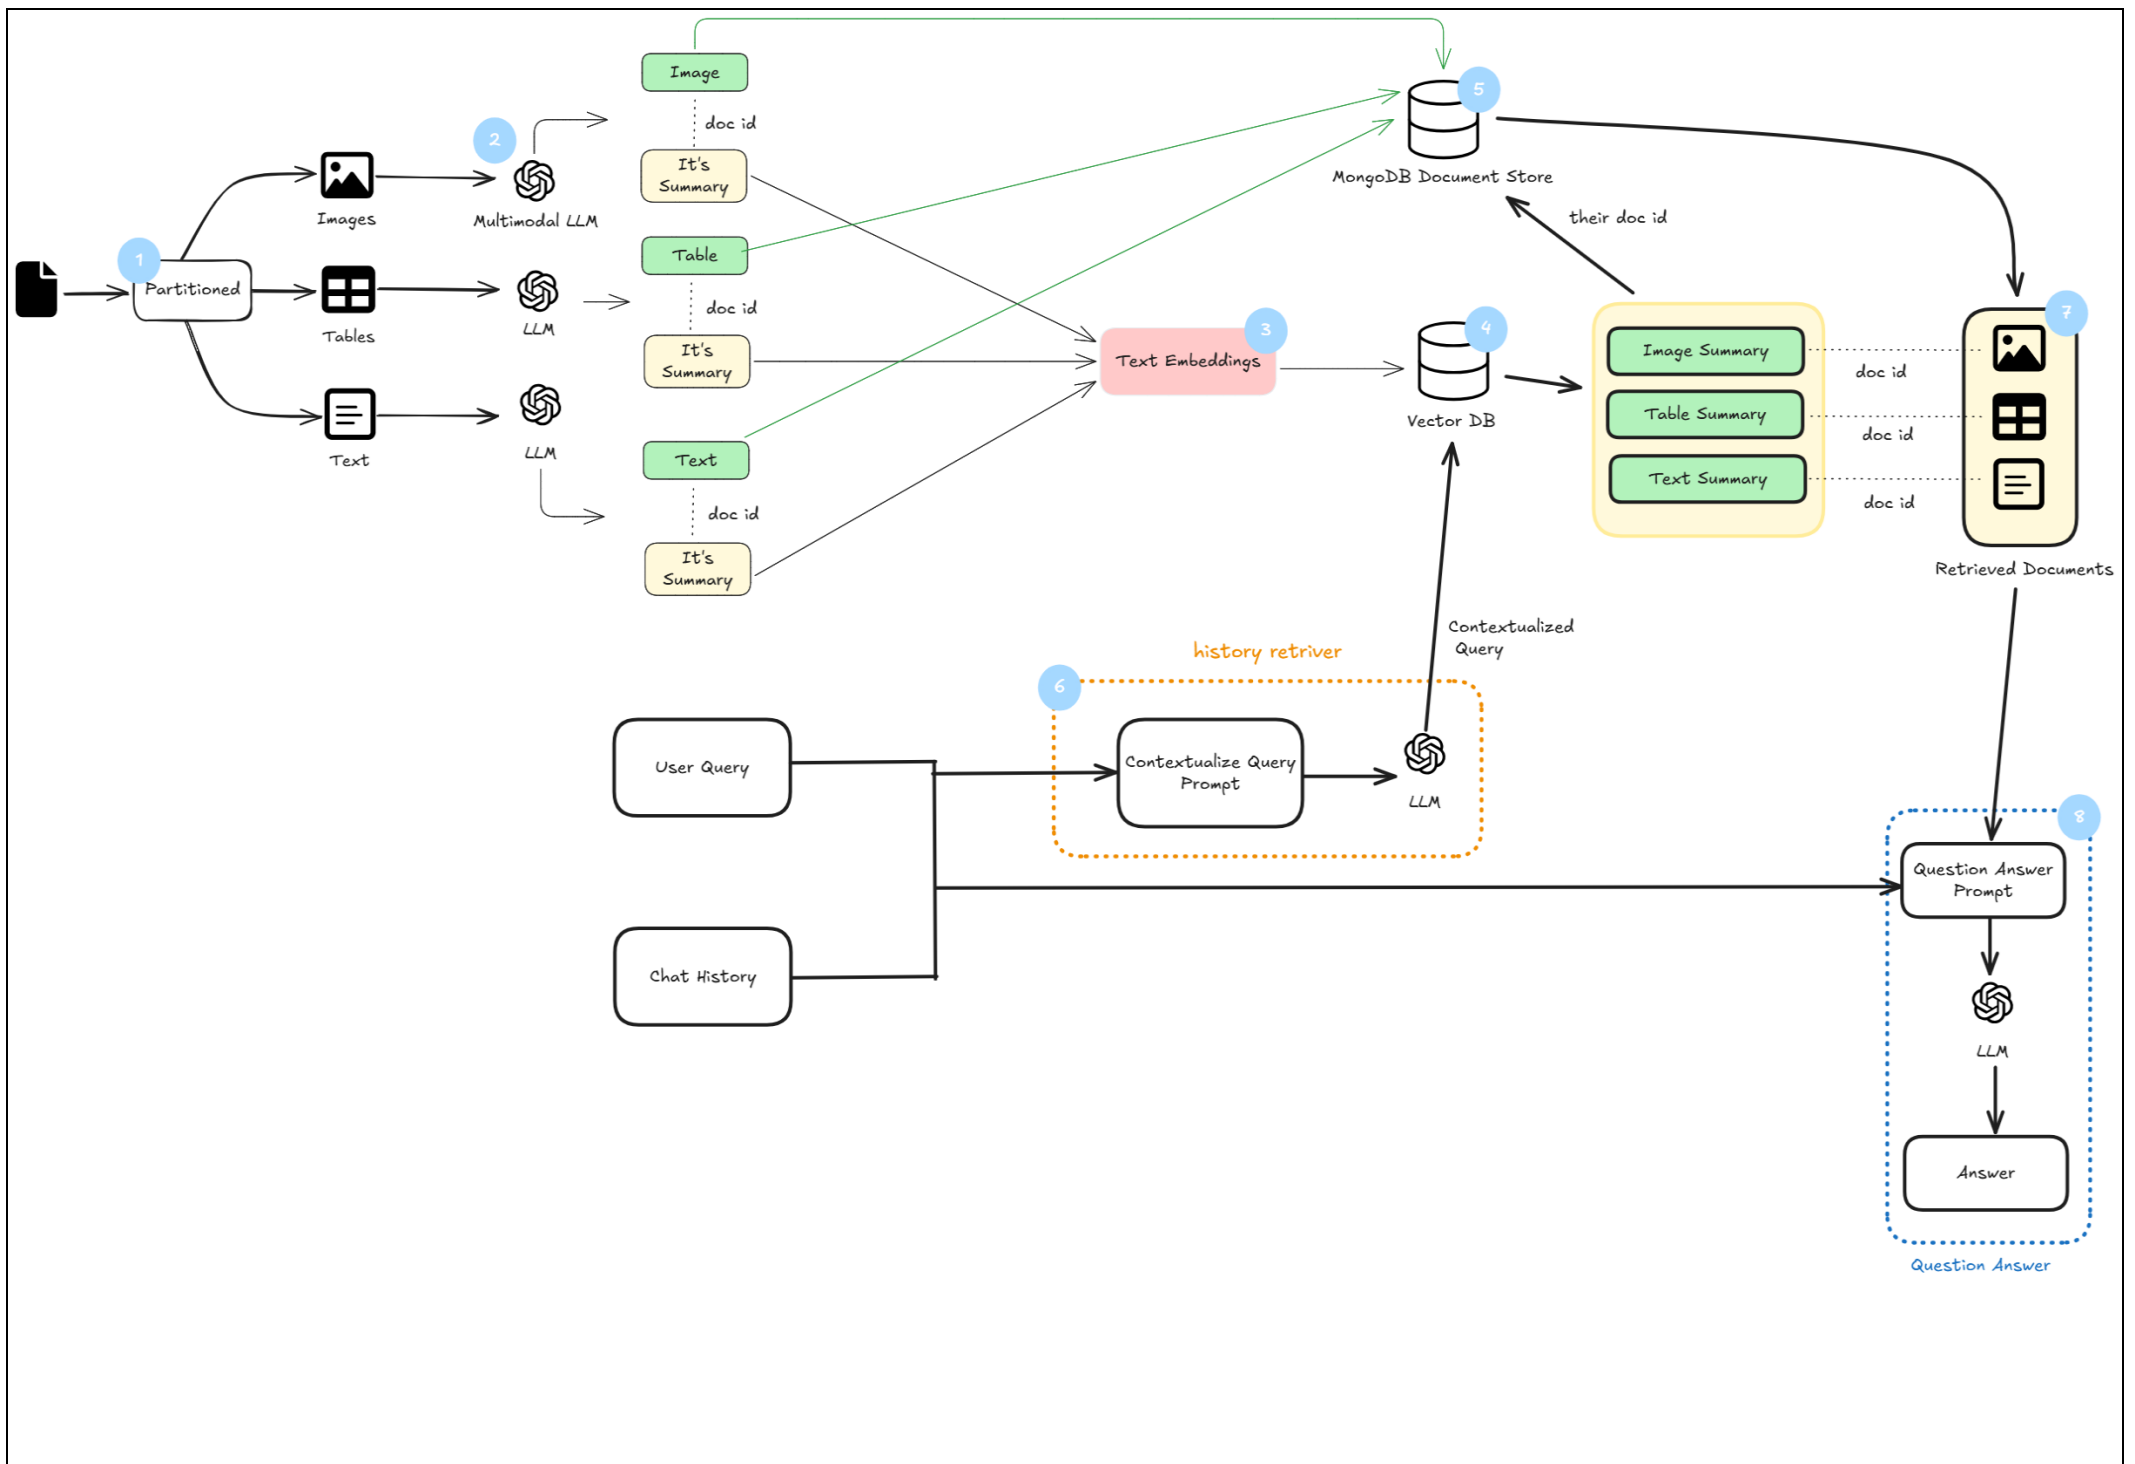 Image
5
2
doc id
It's
Summary
MongoDB Document Store
their doc id
Images
Multimodal LLM
1
Partitioned
Table
7
doc id
3
4
LLM
Tables
It's
Summary
Text Embeddings
Image Summary
doc id
Vector DB
Table Summary
doc id
LLM
Text
Text
Text Summary
doc id
doc id
It's
Summary
Retrieved Documents
Contextualized
Query
history retriver
6
User Query
Contextualize Query
Prompt
LLM
8
Question Answer
Prompt
Chat History
LLM
Answer
Question Answer